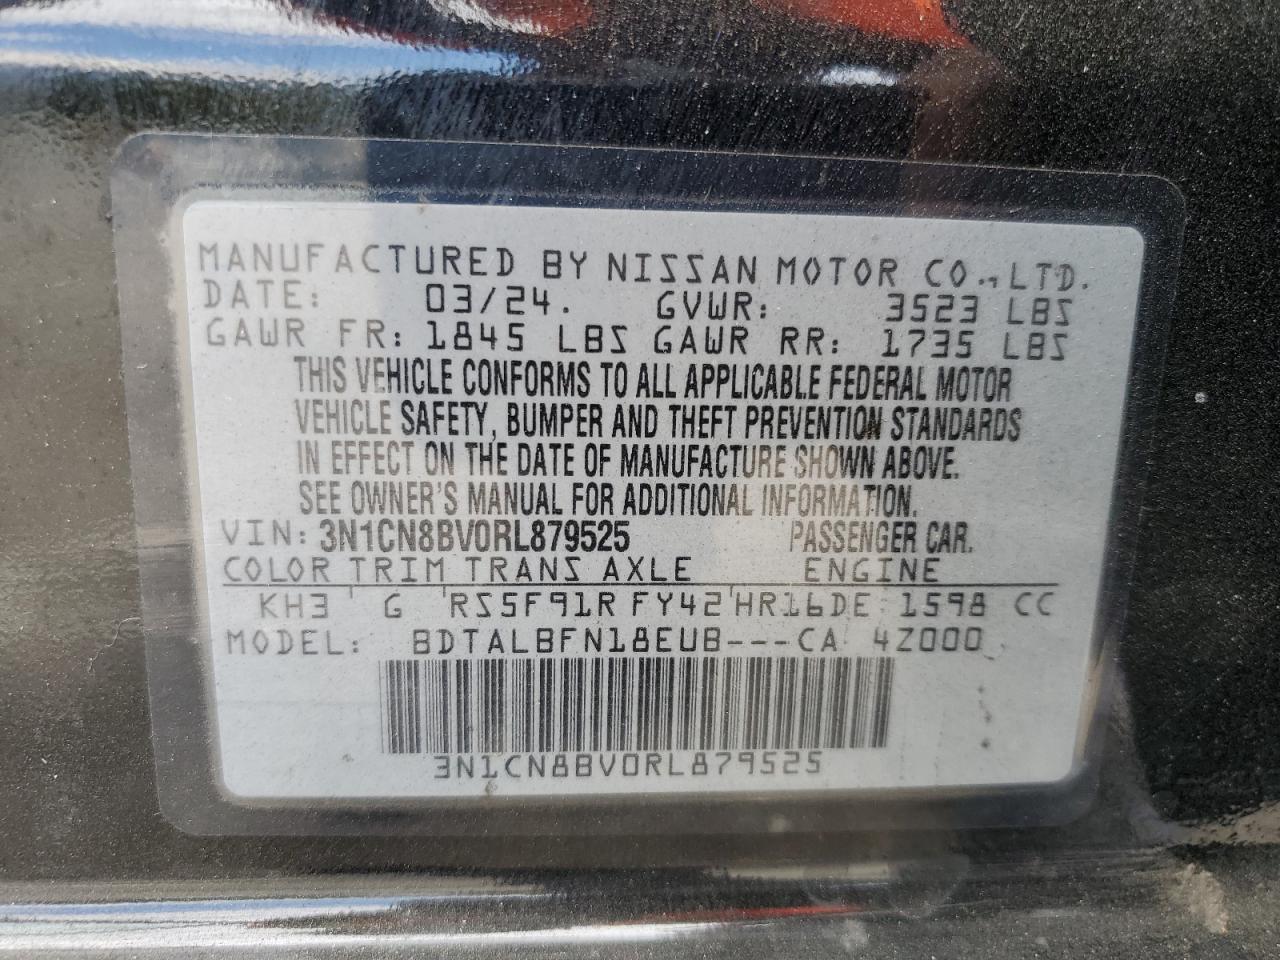 MANUFACTURED BY NISSAN MOTOR CO., LTD.
DATE: 03/24. GVWR: 3523 LBS
GAWR FR: 1845 LBS GAWR RR: 1735 LBS
THIS VEHICLE CONFORMS TO ALL APPLICABLE FEDERAL MOTOR
VEHICLE SAFETY, BUMPER AND THEFT PREVENTION STANDARDS
IN EFFECT ON THE DATE OF MANUFACTURE SHOWN ABOVE.
SEE OWNER'S MANUAL FOR ADDITIONAL INFORMATION.
VIN: 3N1CN8BV0RL879525 PASSENGER CAR.
COLOR TRIM TRANS AXLE ENGINE
KH3 ' G ' RS5F91R FY42 ' HR16DE 1598 CC
MODEL: BDTALBFN18EUB---CA 4Z000
3N1CN8BV0RL879525